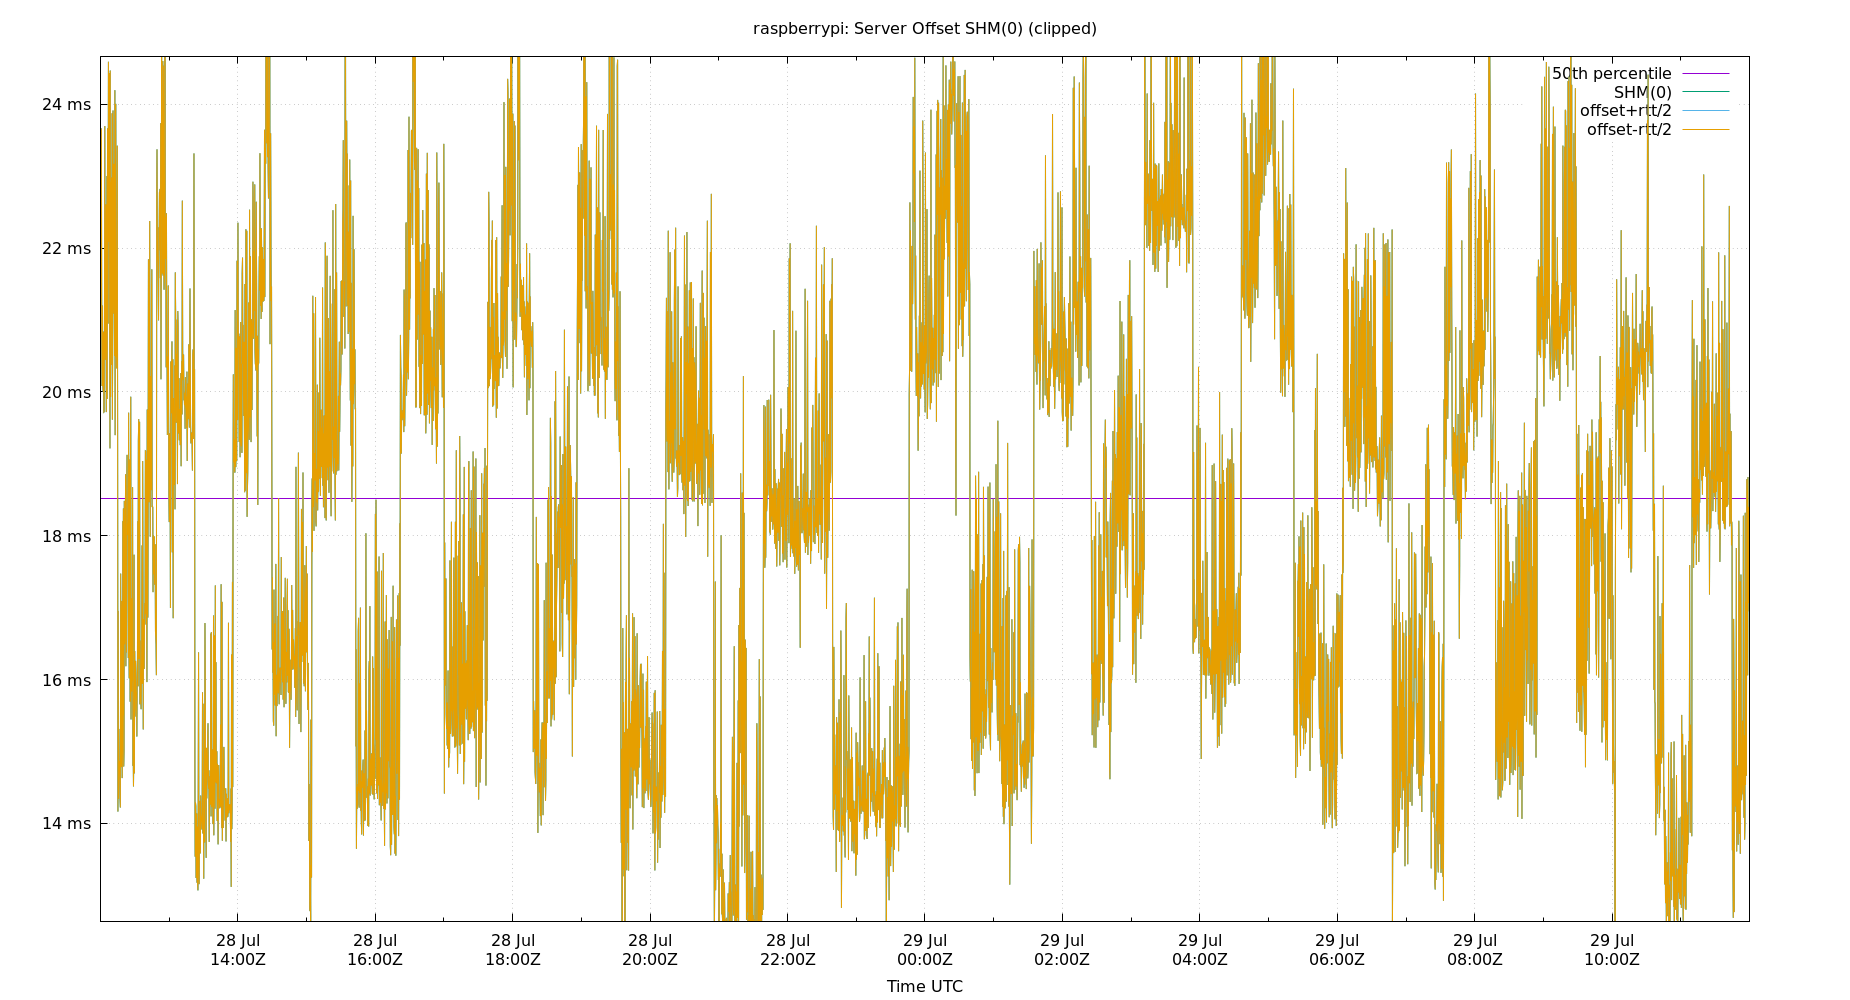 raspberrypi: Server Offset SHM(0) (clipped)
50th percentile
SHM(0)
offset+rtt/2
offset-rtt/2
24 ms
22 ms
20 ms
18 ms
16 ms
14 ms
28 Jul 28 Jul 28 Jul 28 Jul 28 Jul 29 Jul 29 Jul 29 Jul 29 Jul 29 Jul 29 Jul
14:00Z 16:00Z 18:00Z 20:00Z 22:00Z 00:00Z 02:00Z 04:00Z 06:00Z 08:00Z 10:00Z
Time UTC